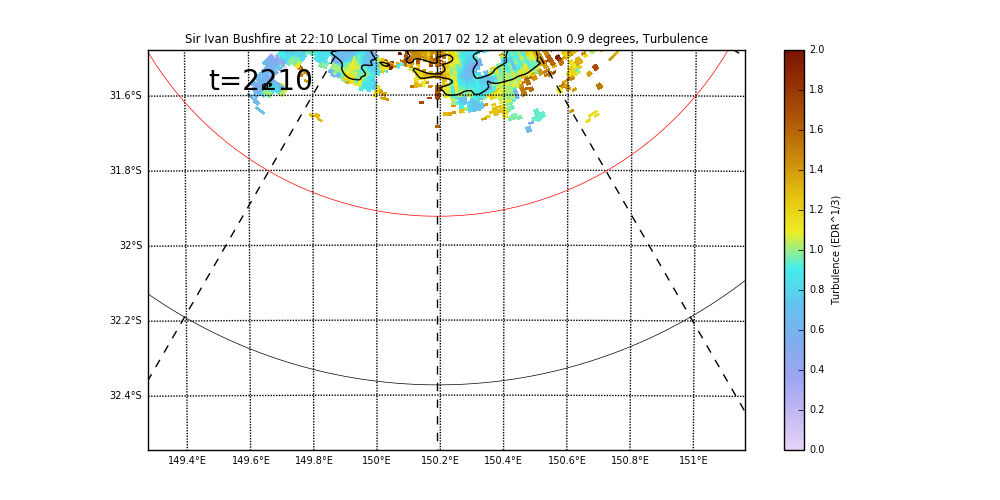 Sir Ivan Bushfire at 22:10 Local Time on 2017 02 12 at elevation 0.9 degrees, Turbulence
t=2210
31.6°S
31.8°S
32°S
32.2°S
32.4°S
149.4°E 149.6°E 149.8°E 150°E 150.2°E 150.4°E 150.6°E 150.8°E 151°E
2.0
1.8
1.6
1.4
1.2
1.0
0.8
0.6
0.4
0.2
0.0
Turbulence (EDR^1/3)